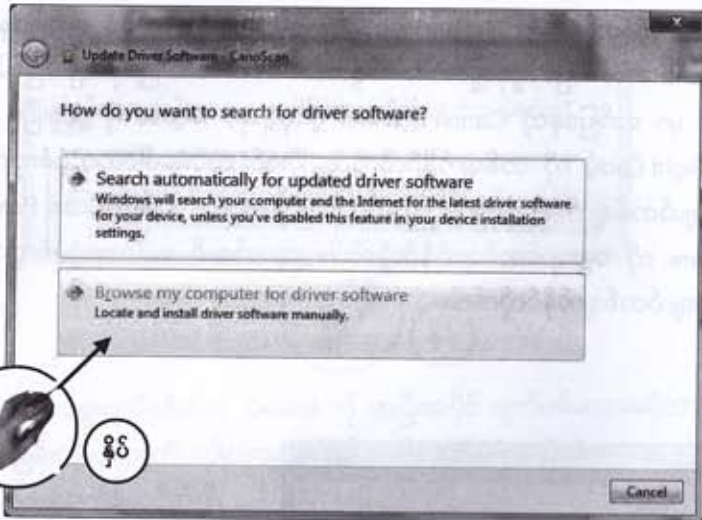 Update Driver Software - CanoScan
How do you want to search for driver software?
Search automatically for updated driver software
Windows will search your computer and the Internet for the latest driver software
for your device, unless you've disabled this feature in your device installation
settings.
Browse my computer for driver software
Locate and install driver software manually.
နှိပ်
Cancel